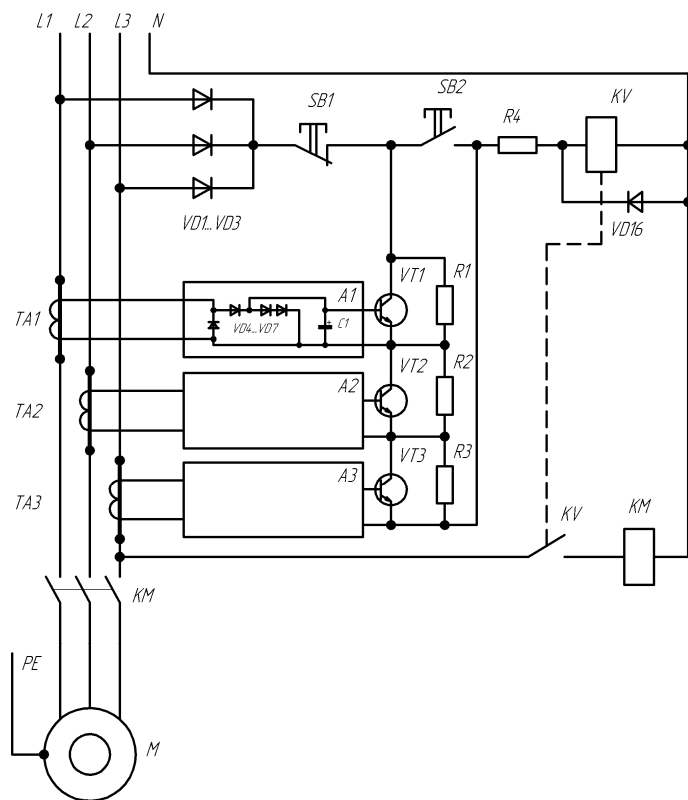 L1 L2 L3 N
SB1 SB2 R4 KV
VD1...VD3 VD16
TA1 A1 VT1 R1
VD4...VD7 C1
+
TA2 A2 VT2 R2
TA3 A3 VT3 R3
KV KM
KM
PE
M